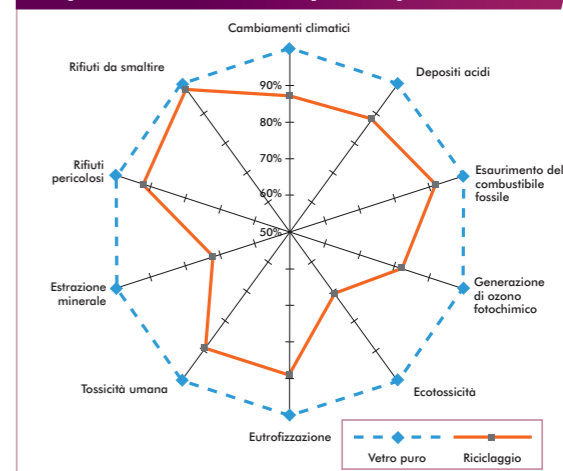 Cambiamenti climatici
Rifiuti da smaltire
Depositi acidi
90%
80%
70%
60%
50%
Rifiuti
pericolosi
Esaurimento del
combustibile
fossile
Estrazione
minerale
Generazione
di ozono
fotochimico
Tossicità umana
Ecotossicità
Eutrofizzazione
Vetro puro
Riciclaggio